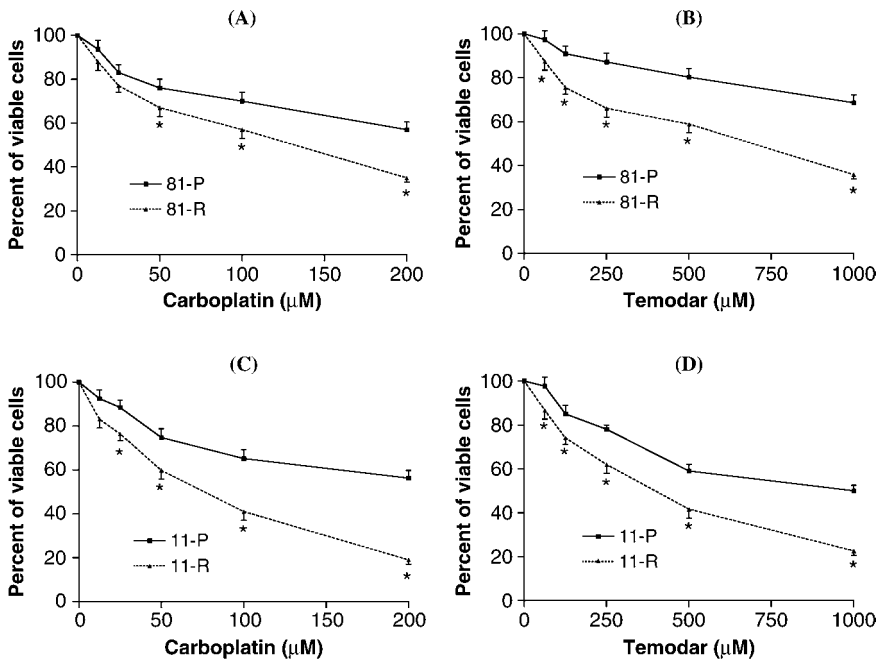 (A)
Percent of viable cells
100
80
60
40
20
0
81-P
81-R
* * *
0 50 100 150 200
Carboplatin (μM)
(B)
Percent of viable cells
100
80
60
40
20
0
81-P
81-R
* * * * *
0 250 500 750 1000
Temodar (μM)
(C)
Percent of viable cells
100
80
60
40
20
0
11-P
11-R
* * * *
0 50 100 150 200
Carboplatin (μM)
(D)
Percent of viable cells
100
80
60
40
20
0
11-P
11-R
* * * * *
0 250 500 750 1000
Temodar (μM)